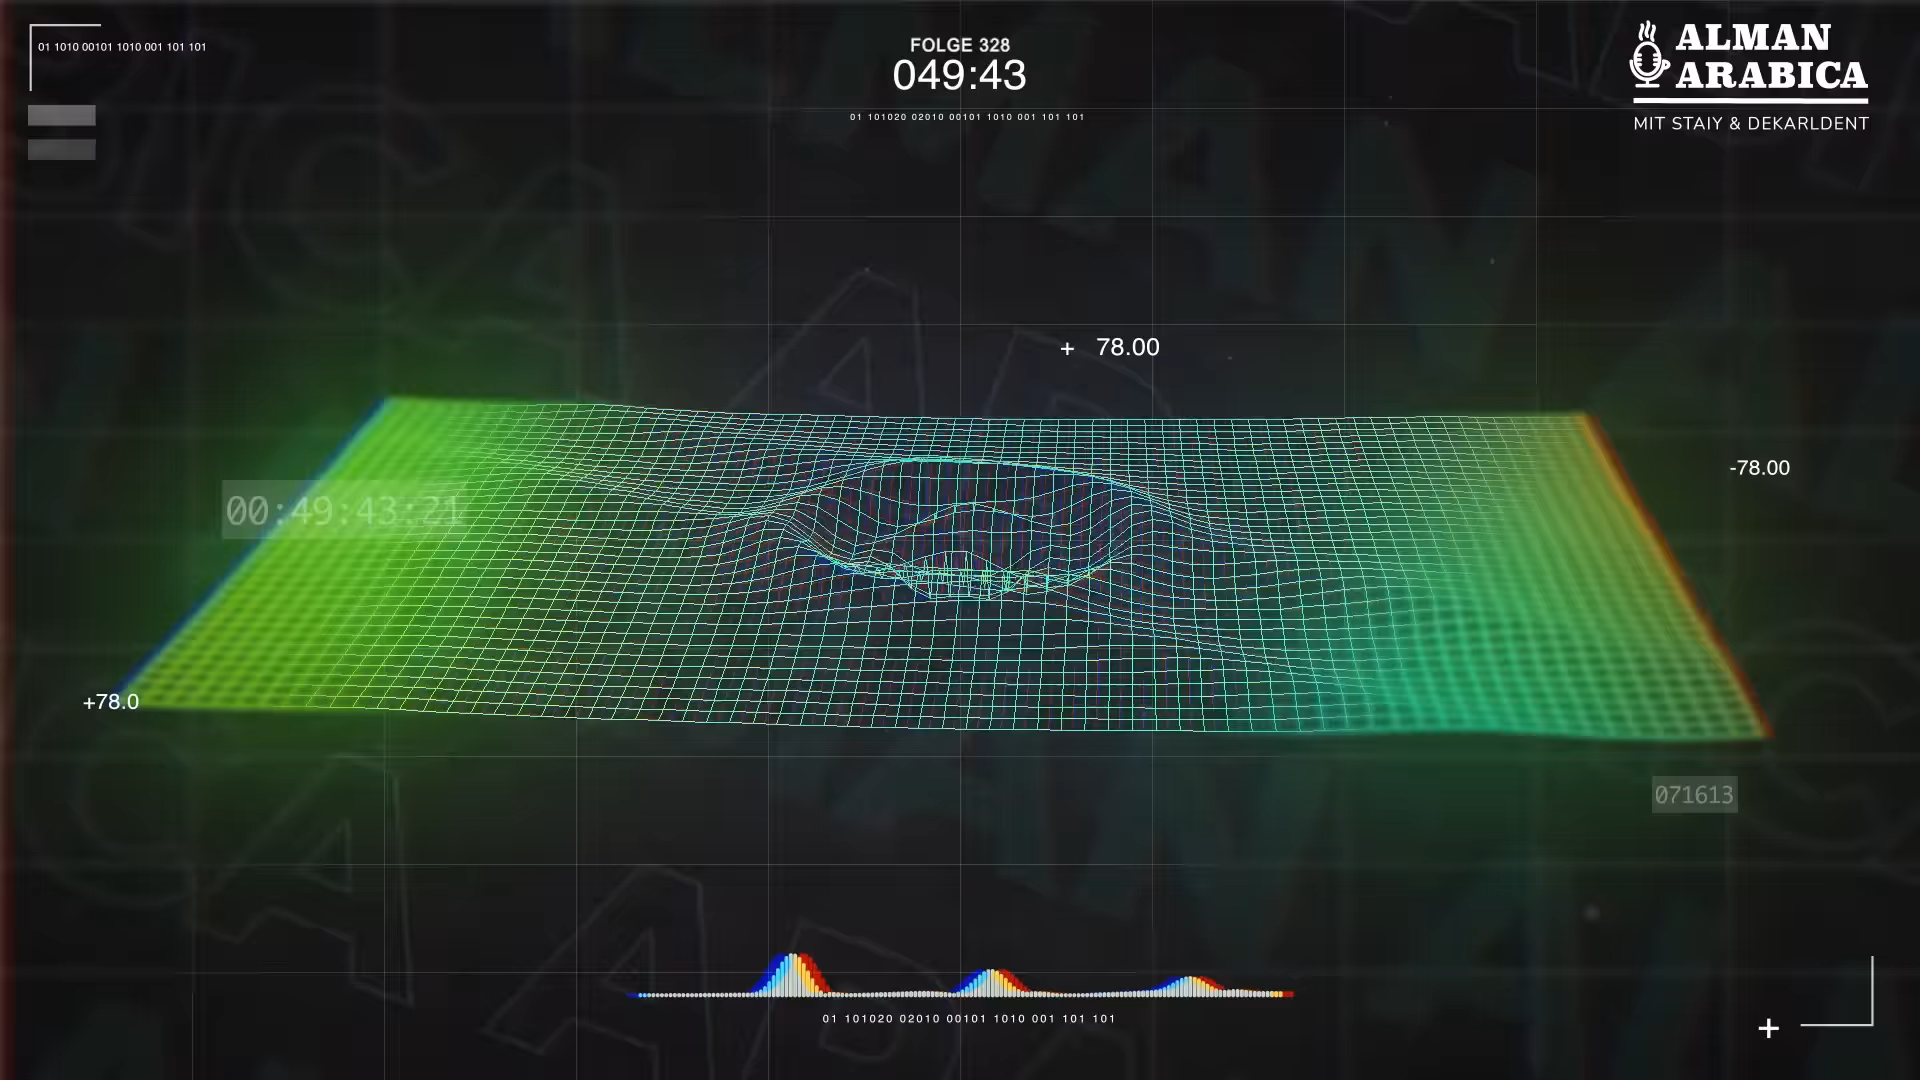 01 1010 00101 1010 001 101 101
FOLGE 328
049:43
01 101020 02010 00101 1010 001 101 101
ALMAN
ARABICA
MIT STAIY & DEKARLDENT
+ 78.00
-78.00
00:49:43:21
+78.0
071613
01 101020 02010 00101 1010 001 101 101
+